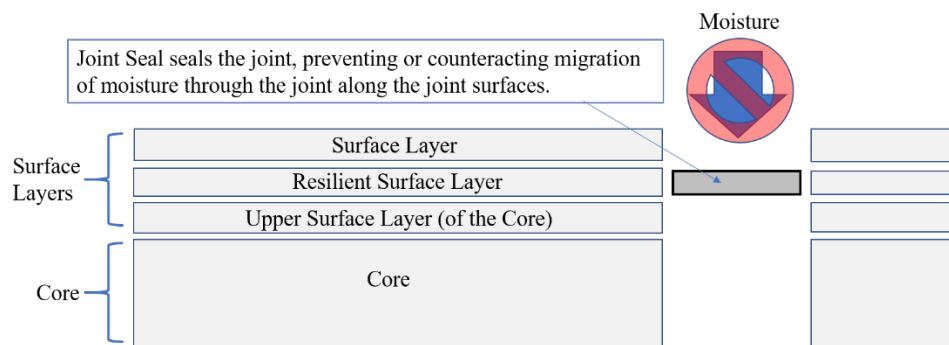 Moisture
Joint Seal seals the joint, preventing or counteracting migration
of moisture through the joint along the joint surfaces.
Surface Layer
Surface
Layers
Resilient Surface Layer
Upper Surface Layer (of the Core)
Core
Core